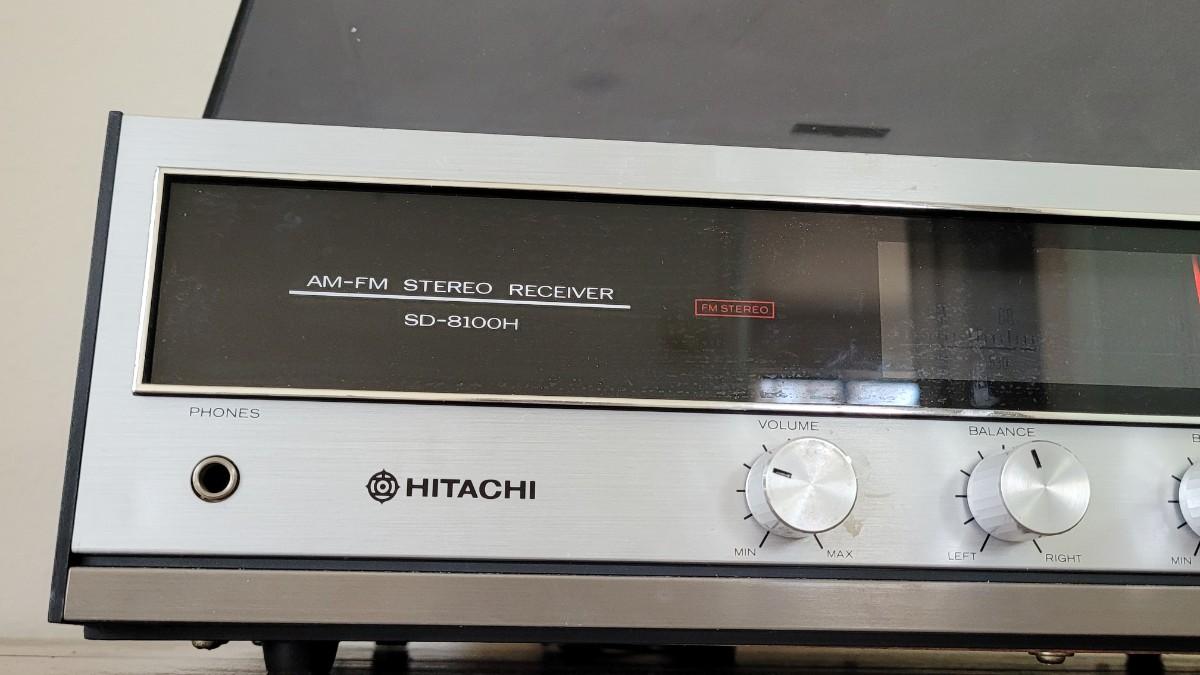 AM-FM STEREO RECEIVER
SD-8100H
FM STEREO
PHONES
HITACHI
VOLUME
MIN
MAX
BALANCE
LEFT
RIGHT
MIN